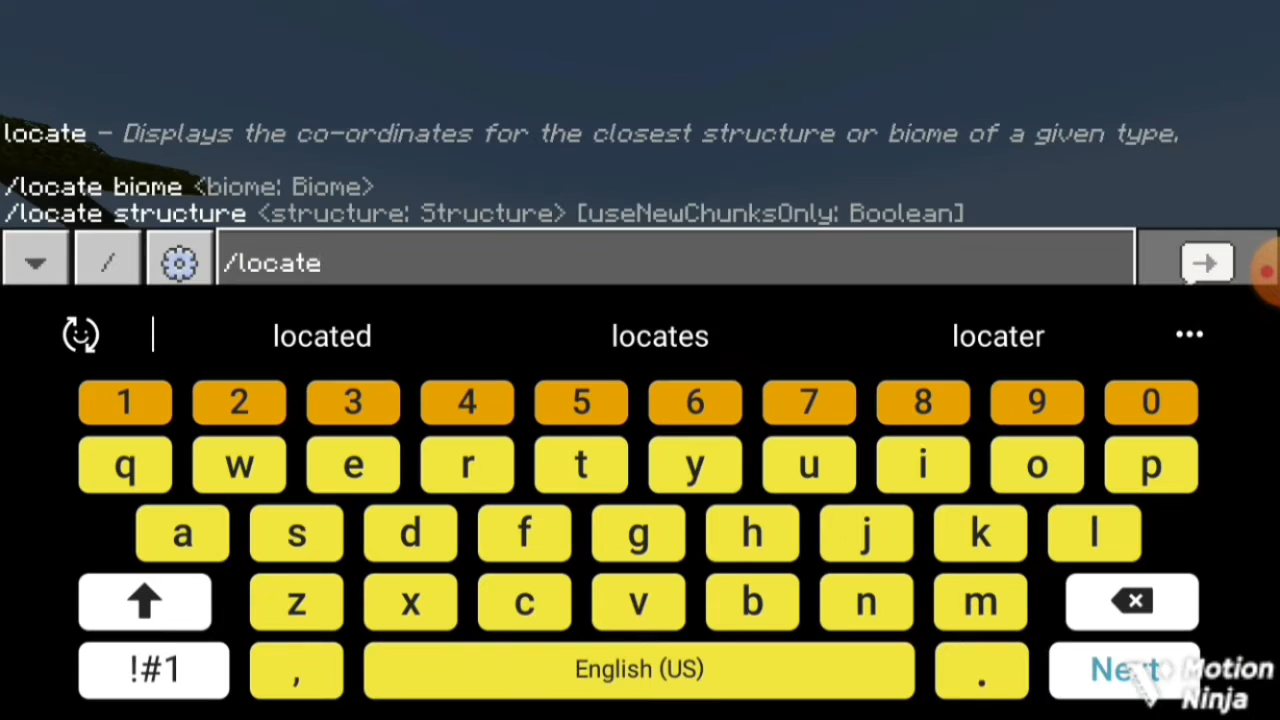 locate - Displays the co-ordinates for the closest structure or biome of a given type.
/locate biome <biome: Biome>
/locate structure <structure: Structure> [useNewChunksOnly: Boolean]
/ /locate
located locates locater
1 2 3 4 5 6 7 8 9 0
q w e r t y u i o p
a s d f g h j k l
z x c v b n m
!#1 , English (US) . Next
Motion
Ninja